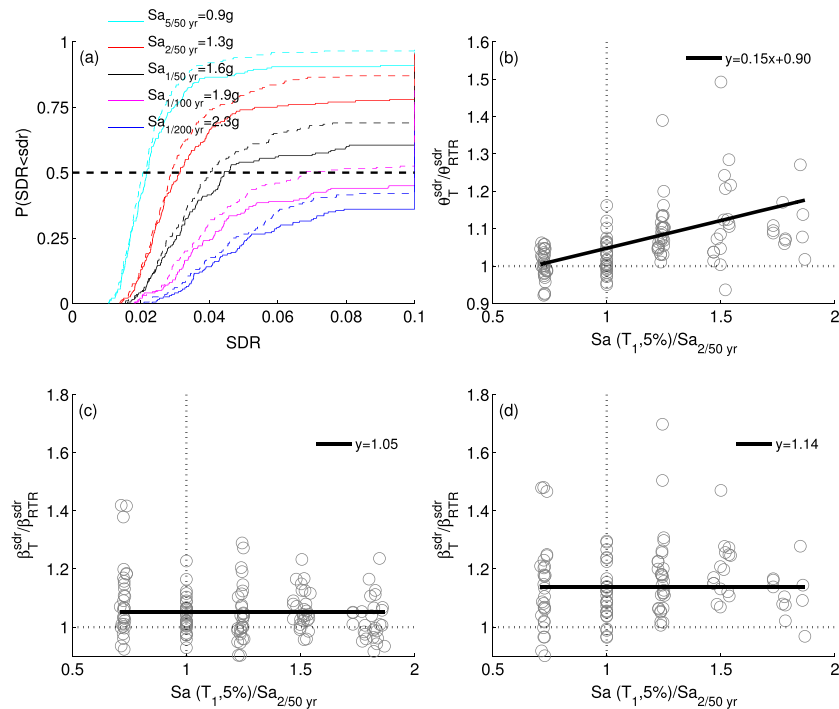 (a)
Sa5/50 yr=0.9g
Sa2/50 yr=1.3g
Sa1/50 yr=1.6g
Sa1/100 yr=1.9g
Sa1/200 yr=2.3g
1
0.75
0.5
0.25
0
P(SDR<sdr)
0
0.02
0.04
0.06
0.08
0.1
SDR
(b)
y=0.15x+0.90
1.6
1.5
1.4
1.3
1.2
1.1
1
0.9
θTsdr/θRTRsdr
0.5
1
1.5
2
Sa (T1,5%)/Sa2/50 yr
(c)
y=1.05
1.8
1.6
1.4
1.2
1
βTsdr/βRTRsdr
0.5
1
1.5
2
Sa (T1,5%)/Sa2/50 yr
(d)
y=1.14
1.8
1.6
1.4
1.2
1
βTsdr/βRTRsdr
0.5
1
1.5
2
Sa (T1,5%)/Sa2/50 yr